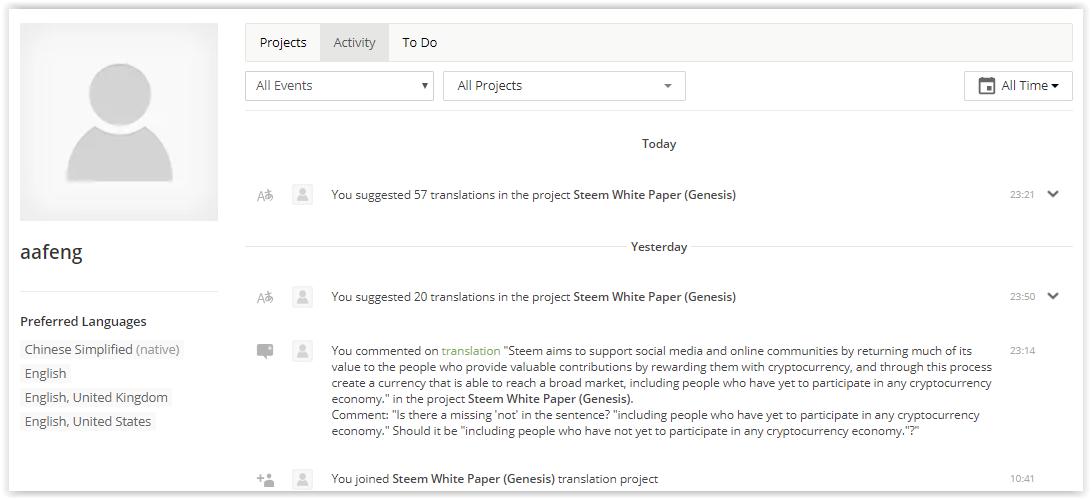 Projects
Activity
To Do
All Events
All Projects
All Time
aafeng
Preferred Languages
Chinese Simplified (native)
English
English, United Kingdom
English, United States
Today
Aあ
You suggested 57 translations in the project Steem White Paper (Genesis)
23:21
Yesterday
Aあ
You suggested 20 translations in the project Steem White Paper (Genesis)
23:50
You commented on translation "Steem aims to support social media and online communities by returning much of its
23:14
value to the people who provide valuable contributions by rewarding them with cryptocurrency, and through this process
create a currency that is able to reach a broad market, including people who have yet to participate in any cryptocurrency
economy." in the project Steem White Paper (Genesis).
Comment: "Is there a missing 'not' in the sentence? "including people who have yet to participate in any cryptocurrency
economy." Should it be "including people who have not yet to participate in any cryptocurrency economy."?"
You joined Steem White Paper (Genesis) translation project
10:41